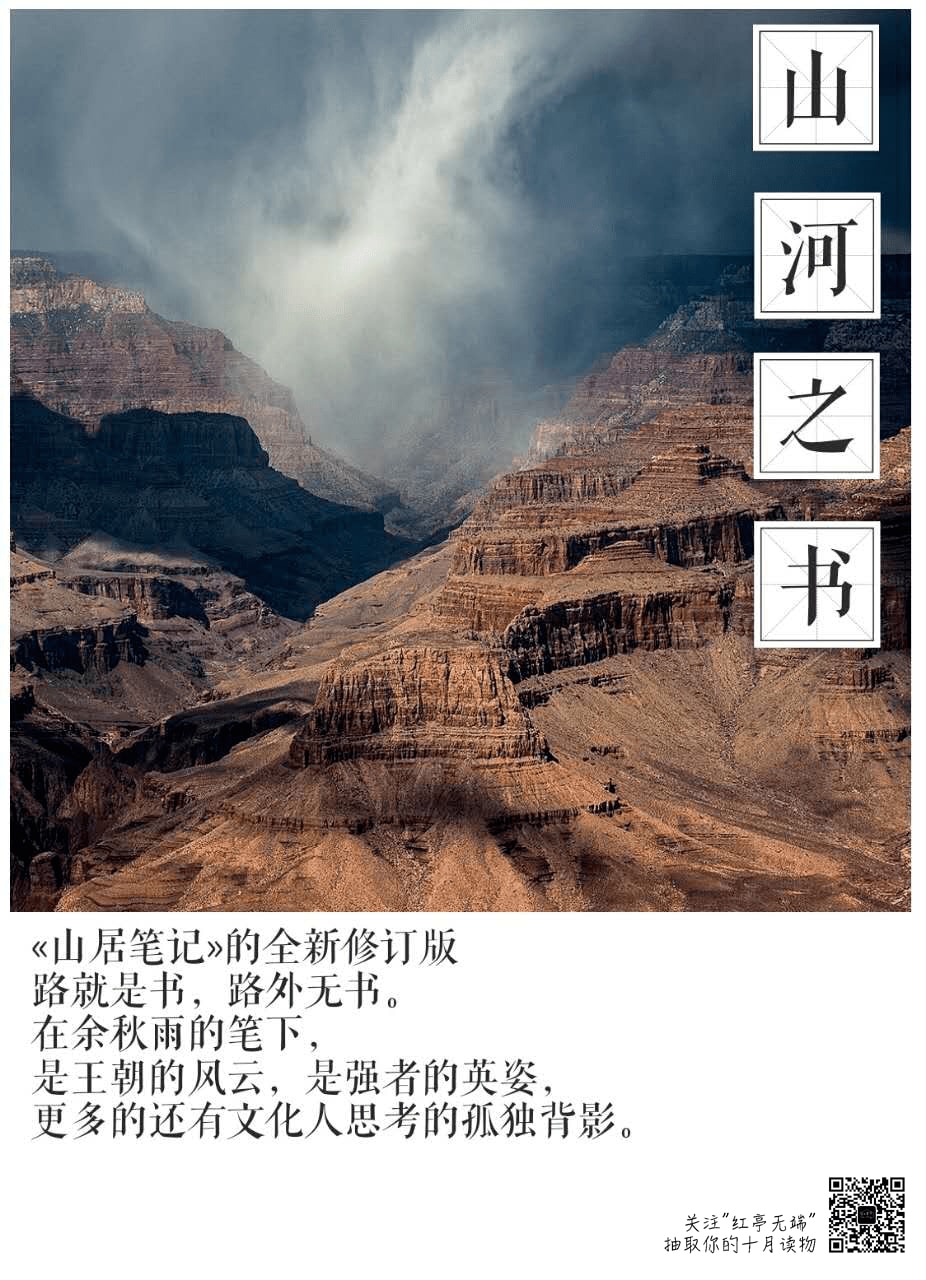 山
河
之
书
«山居笔记»的全新修订版
路就是书，路外无书。
在余秋雨的笔下，
是王朝的风云，是强者的英姿，
更多的还有文化人思考的孤独背影。
关注"红亭无端"
抽取你的十月读物